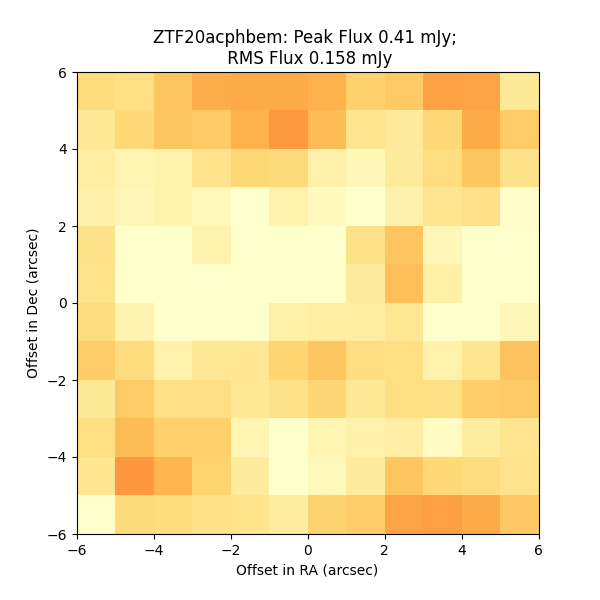 ZTF20acphbem: Peak Flux 0.41 mJy;
RMS Flux 0.158 mJy
6
4
2
0
−2
−4
−6
Offset in Dec (arcsec)
−6 −4 −2 0 2 4 6
Offset in RA (arcsec)